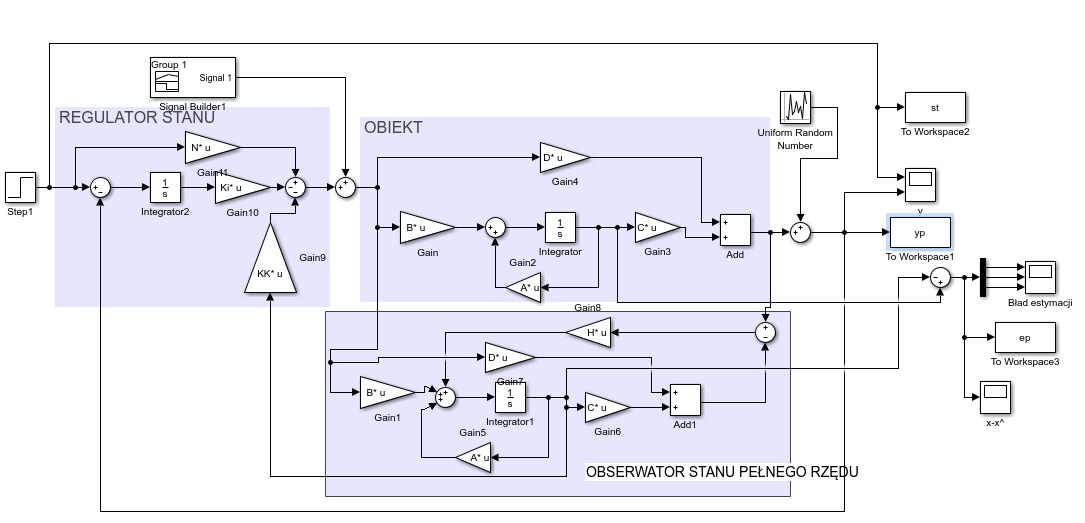 Group 1
Signal 1
Signal Builder1
REGULATOR STANU
N* u
Gain11
Step1
1
s
Integrator2
Ki* u
Gain10
KK* u
Gain9
OBIEKT
D* u
Gain4
B* u
Gain
1
s
Integrator
Gain2
A* u
C* u
Gain3
Add
Uniform Random
Number
st
To Workspace2
y
yp
To Workspace1
Bład estymacji
ep
To Workspace3
x-x^
Gain8
H* u
D* u
Gain7
B* u
Gain1
1
s
Integrator1
Gain5
A* u
C* u
Gain6
Add1
OBSERWATOR STANU PEŁNEGO RZĘDU